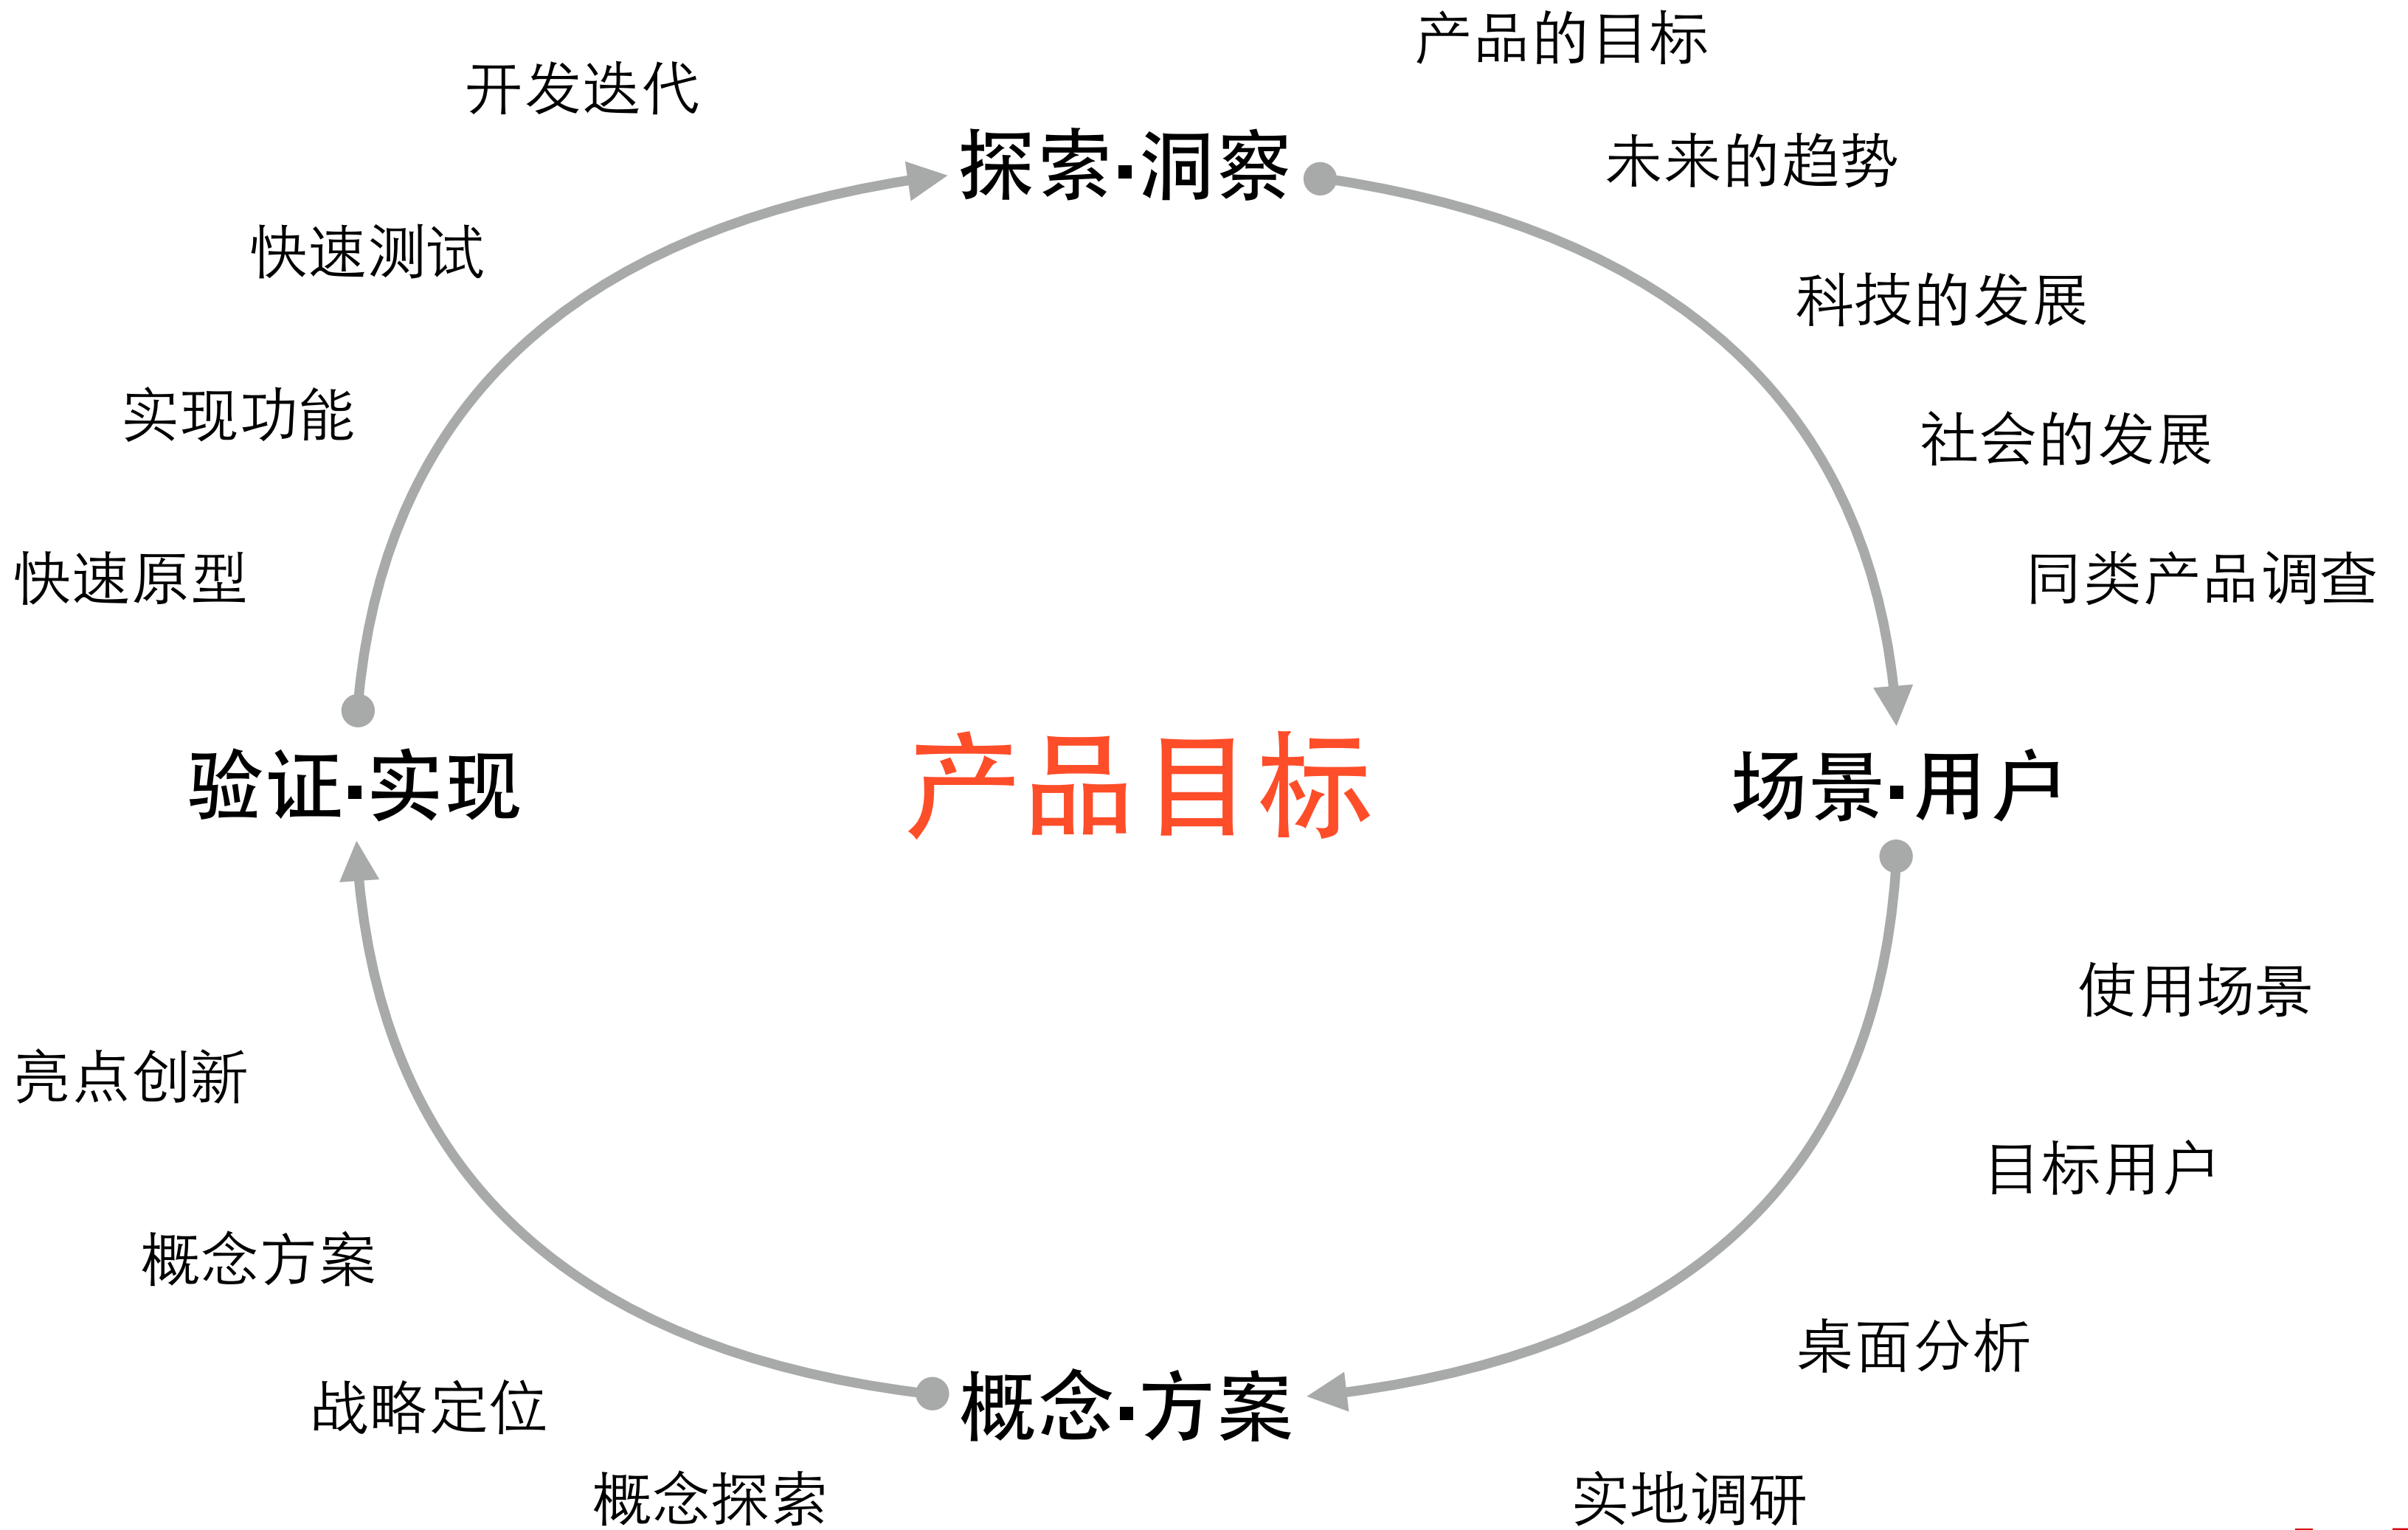 产品的目标
开发迭代
探索·洞察
未来的趋势
快速测试
科技的发展
实现功能
社会的发展
快速原型
同类产品调查
验证·实现
产品目标
场景·用户
使用场景
亮点创新
目标用户
概念方案
桌面分析
战略定位
概念·方案
概念探索
实地调研